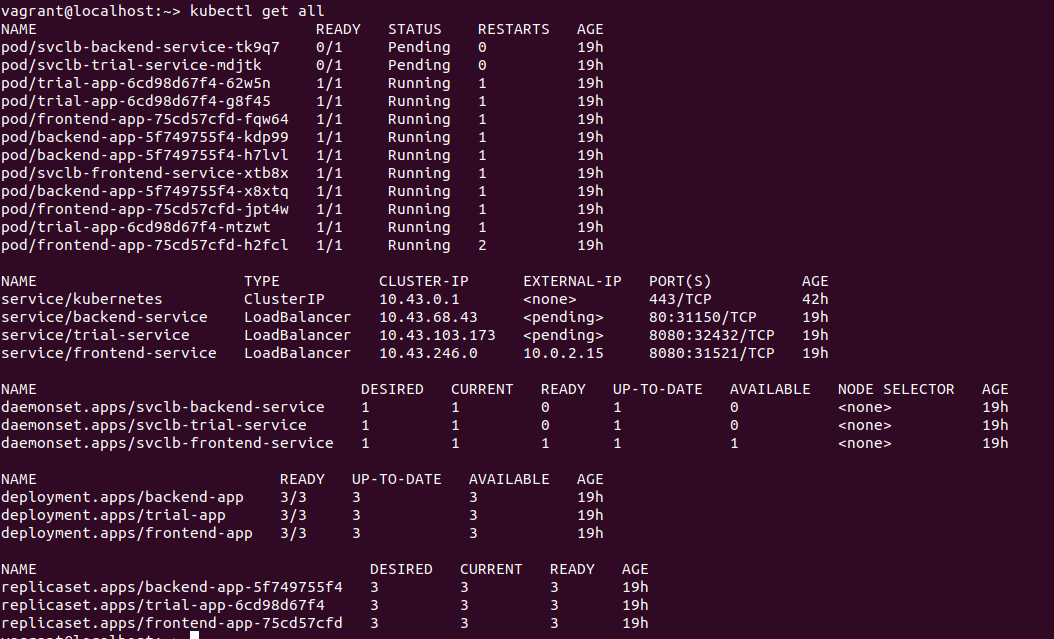 vagrant@localhost:~> kubectl get all
NAME READY STATUS RESTARTS AGE
pod/svclb-backend-service-tk9q7 0/1 Pending 0 19h
pod/svclb-trial-service-mdjtk 0/1 Pending 0 19h
pod/trial-app-6cd98d67f4-62w5n 1/1 Running 1 19h
pod/trial-app-6cd98d67f4-g8f45 1/1 Running 1 19h
pod/frontend-app-75cd57cfd-fqw64 1/1 Running 1 19h
pod/backend-app-5f749755f4-kdp99 1/1 Running 1 19h
pod/backend-app-5f749755f4-h7lvl 1/1 Running 1 19h
pod/svclb-frontend-service-xtb8x 1/1 Running 1 19h
pod/backend-app-5f749755f4-x8xtq 1/1 Running 1 19h
pod/frontend-app-75cd57cfd-jpt4w 1/1 Running 1 19h
pod/trial-app-6cd98d67f4-mtzwt 1/1 Running 1 19h
pod/frontend-app-75cd57cfd-h2fcl 1/1 Running 2 19h
NAME TYPE CLUSTER-IP EXTERNAL-IP PORT(S) AGE
service/kubernetes ClusterIP 10.43.0.1 <none> 443/TCP 42h
service/backend-service LoadBalancer 10.43.68.43 <pending> 80:31150/TCP 19h
service/trial-service LoadBalancer 10.43.103.173 <pending> 8080:32432/TCP 19h
service/frontend-service LoadBalancer 10.43.246.0 10.0.2.15 8080:31521/TCP 19h
NAME DESIRED CURRENT READY UP-TO-DATE AVAILABLE NODE SELECTOR AGE
daemonset.apps/svclb-backend-service 1 1 0 1 0 <none> 19h
daemonset.apps/svclb-trial-service 1 1 0 1 0 <none> 19h
daemonset.apps/svclb-frontend-service 1 1 1 1 1 <none> 19h
NAME READY UP-TO-DATE AVAILABLE AGE
deployment.apps/backend-app 3/3 3 3 19h
deployment.apps/trial-app 3/3 3 3 19h
deployment.apps/frontend-app 3/3 3 3 19h
NAME DESIRED CURRENT READY AGE
replicaset.apps/backend-app-5f749755f4 3 3 3 19h
replicaset.apps/trial-app-6cd98d67f4 3 3 3 19h
replicaset.apps/frontend-app-75cd57cfd 3 3 3 19h